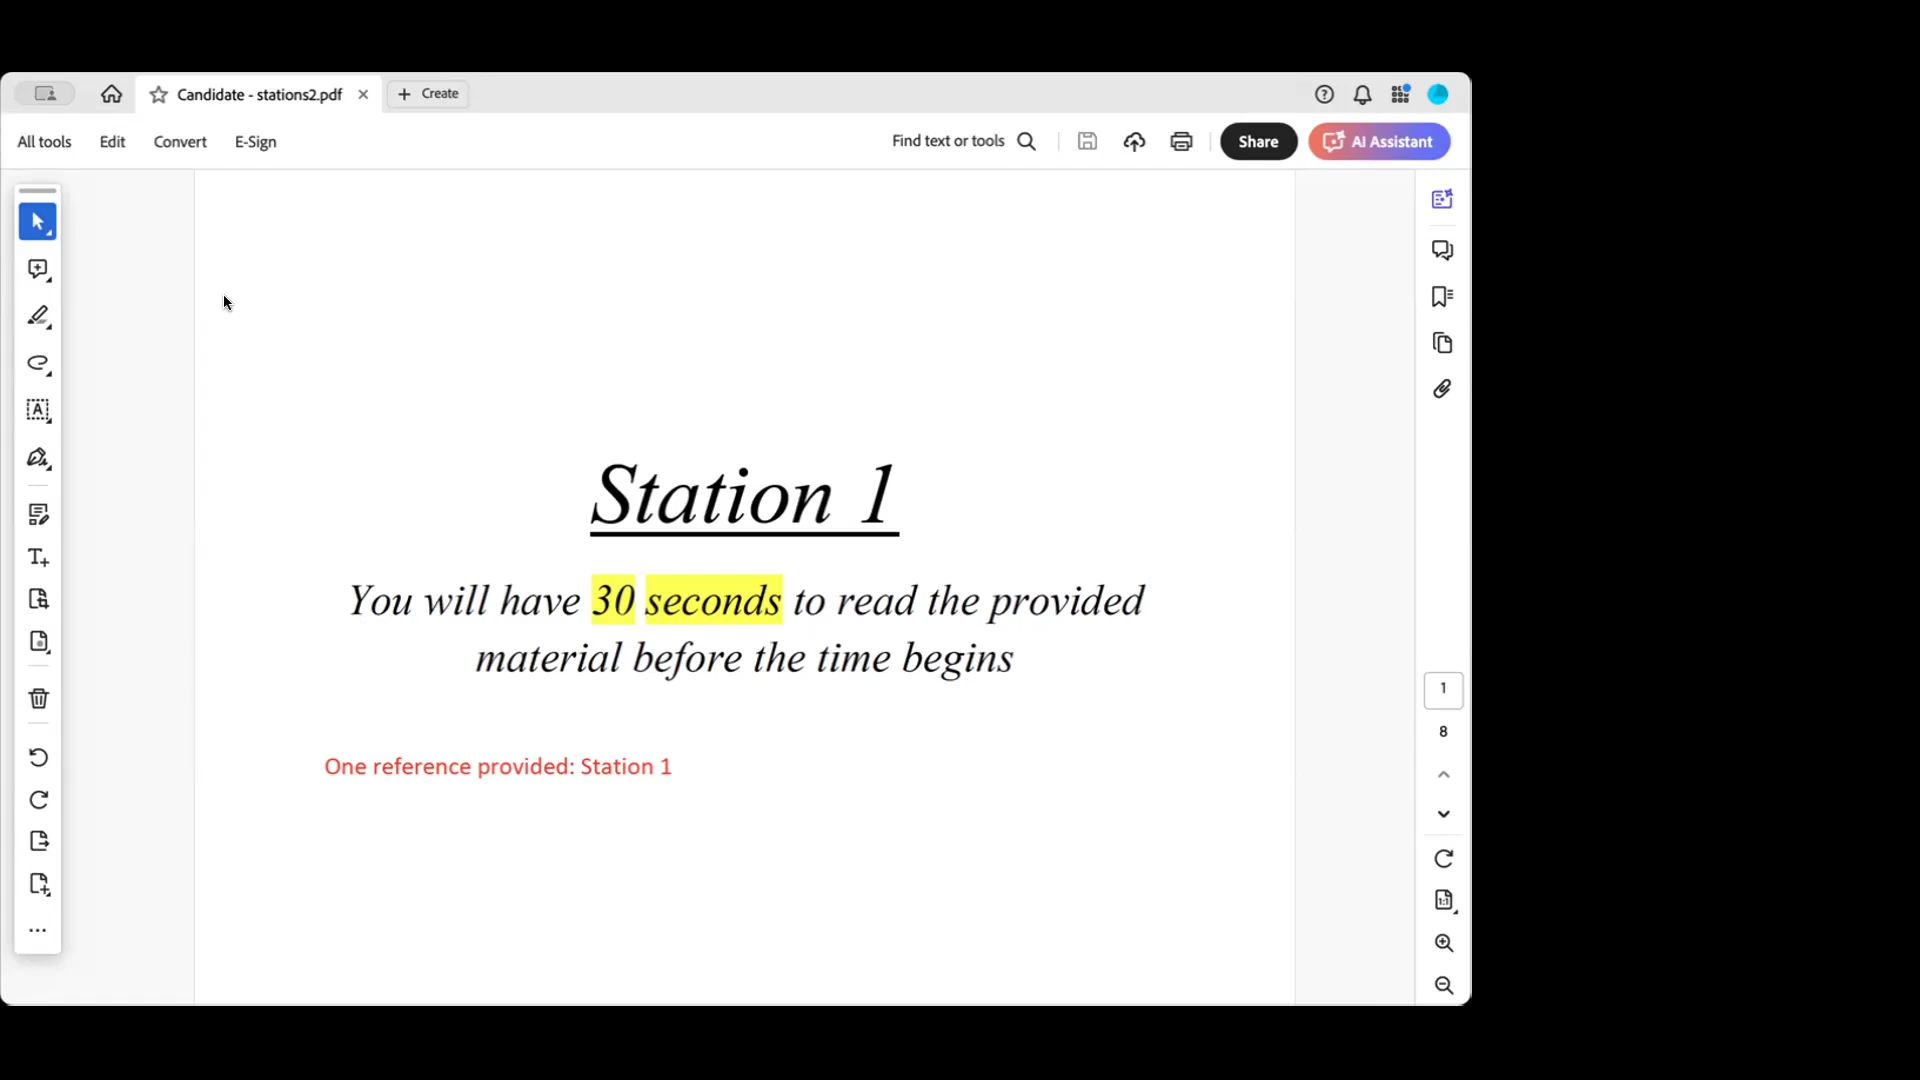 Candidate - stations2.pdf
Create
All tools
Edit
Convert
E-Sign
Find text or tools
Share
AI Assistant
Station 1
You will have 30 seconds to read the provided
material before the time begins
One reference provided: Station 1
1
8